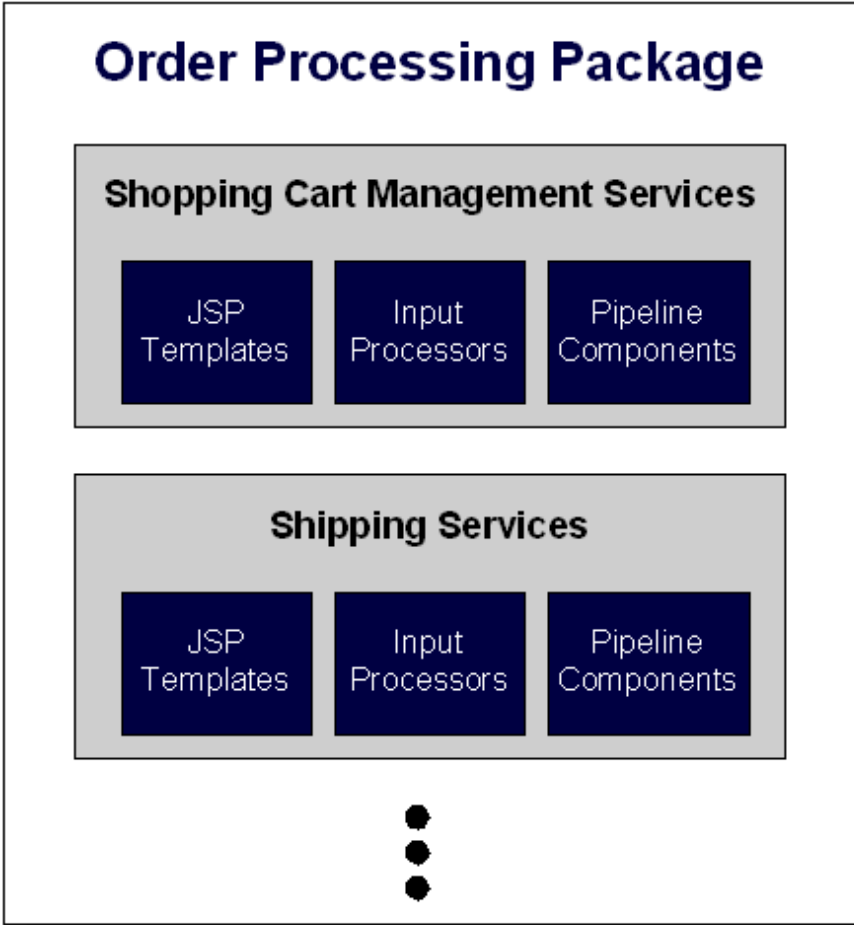 Order Processing Package
Shopping Cart Management Services
JSP
Templates
Input
Processors
Pipeline
Components
Shipping Services
JSP
Templates
Input
Processors
Pipeline
Components